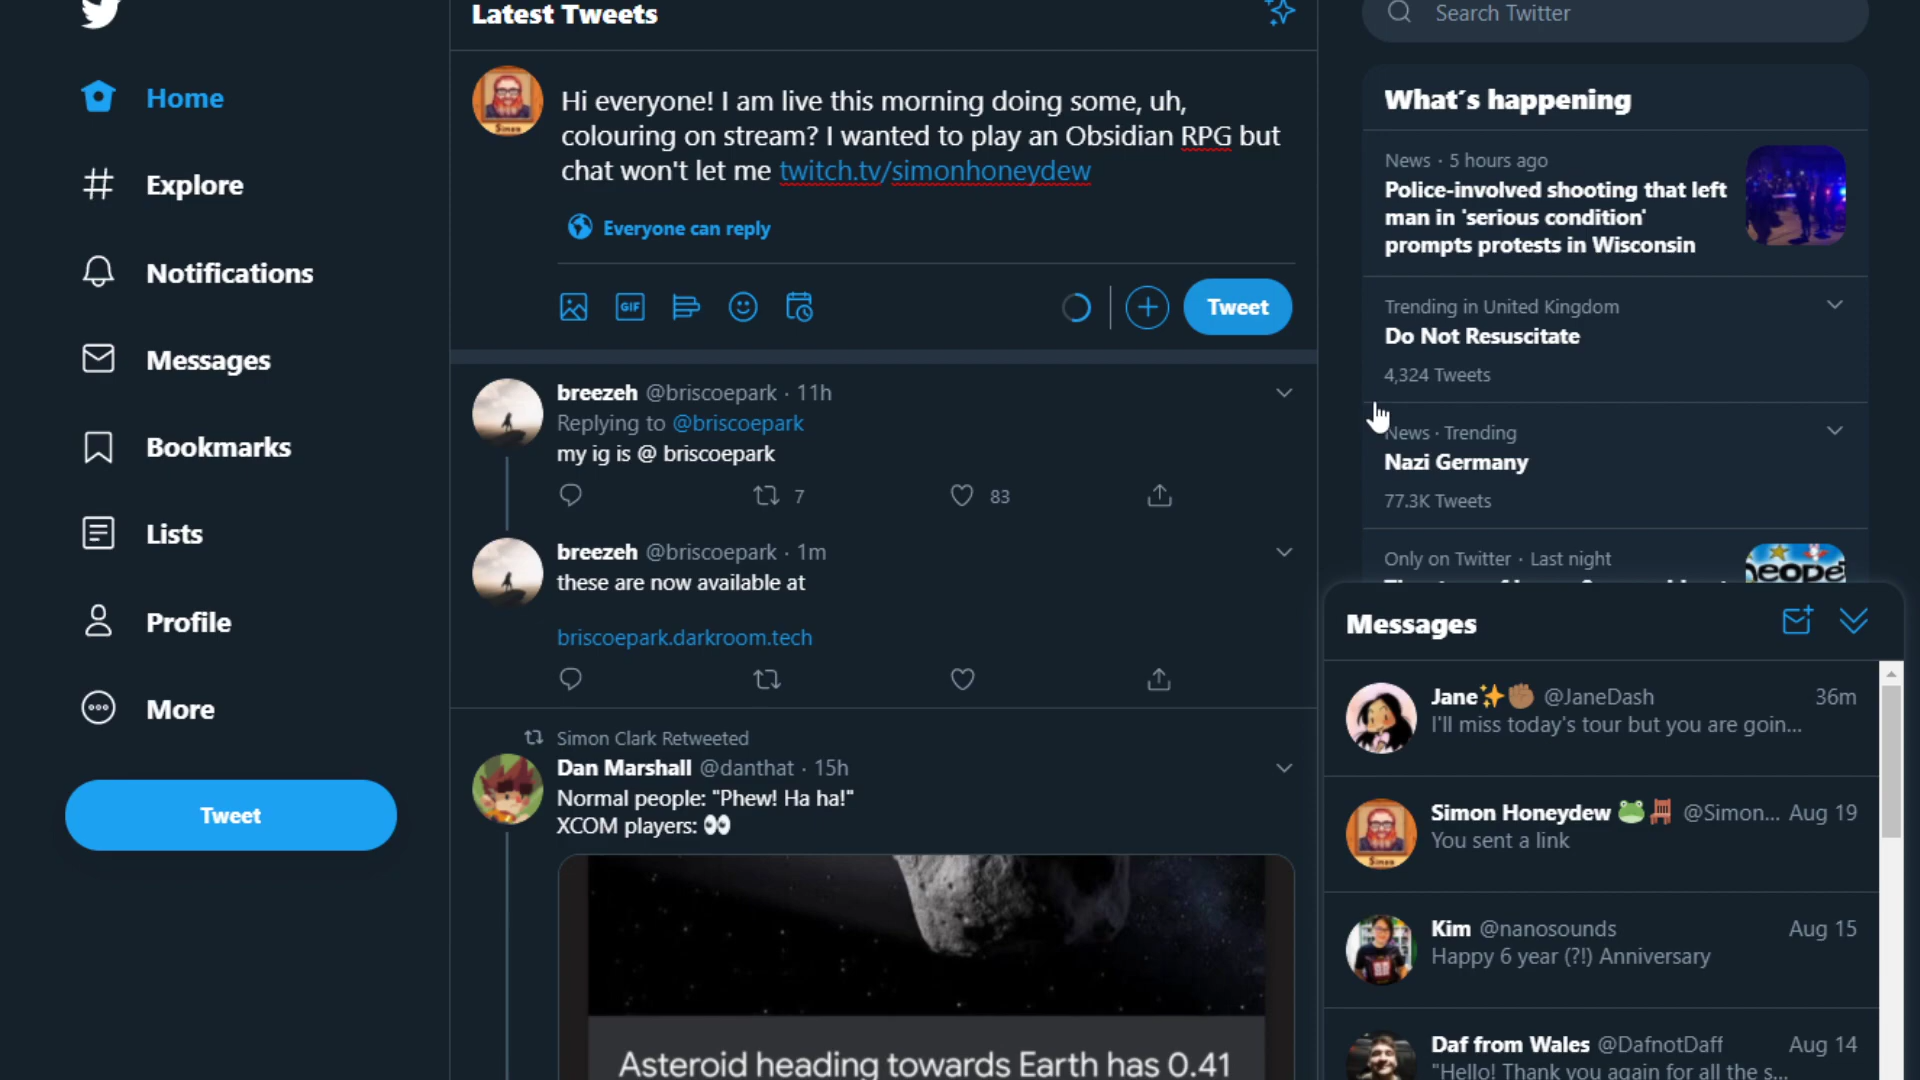 Home
Explore
Notifications
Messages
Bookmarks
Lists
Profile
More
Tweet
Latest Tweets
Simon
Hi everyone! I am live this morning doing some, uh,
colouring on stream? I wanted to play an Obsidian RPG but
chat won't let me twitch.tv/simonhoneydew
Everyone can reply
GIF
Tweet
breezeh @briscoepark · 11h
Replying to @briscoepark
my ig is @ briscoepark
7
83
breezeh @briscoepark · 1m
these are now available at
briscoepark.darkroom.tech
Simon Clark Retweeted
Dan Marshall @danthat · 15h
Normal people: "Phew! Ha ha!"
XCOM players: 👀
Asteroid heading towards Earth has 0.41
Search Twitter
What´s happening
News · 5 hours ago
Police-involved shooting that left
man in 'serious condition'
prompts protests in Wisconsin
Trending in United Kingdom
Do Not Resuscitate
4,324 Tweets
News · Trending
Nazi Germany
77.3K Tweets
Only on Twitter · Last night
Messages
Jane✨✊🏽 @JaneDash 36m
I'll miss today's tour but you are goin...
Simon Honeydew 🐸🪑 @Simon... Aug 19
You sent a link
Simon
Kim @nanosounds Aug 15
Happy 6 year (?!) Anniversary
Daf from Wales @DafnotDaff Aug 14
"Hello! Thank you again for all the s...